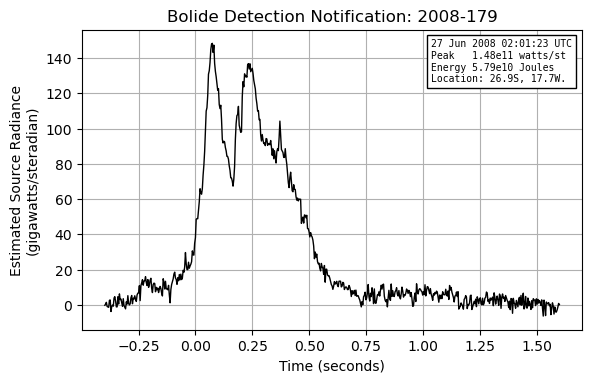 Bolide Detection Notification: 2008-179
27 Jun 2008 02:01:23 UTC
Peak   1.48e11 watts/st
Energy 5.79e10 Joules
Location: 26.9S, 17.7W.
Estimated Source Radiance
(gigawatts/steradian)
140
120
100
80
60
40
20
0
−0.25 0.00 0.25 0.50 0.75 1.00 1.25 1.50
Time (seconds)